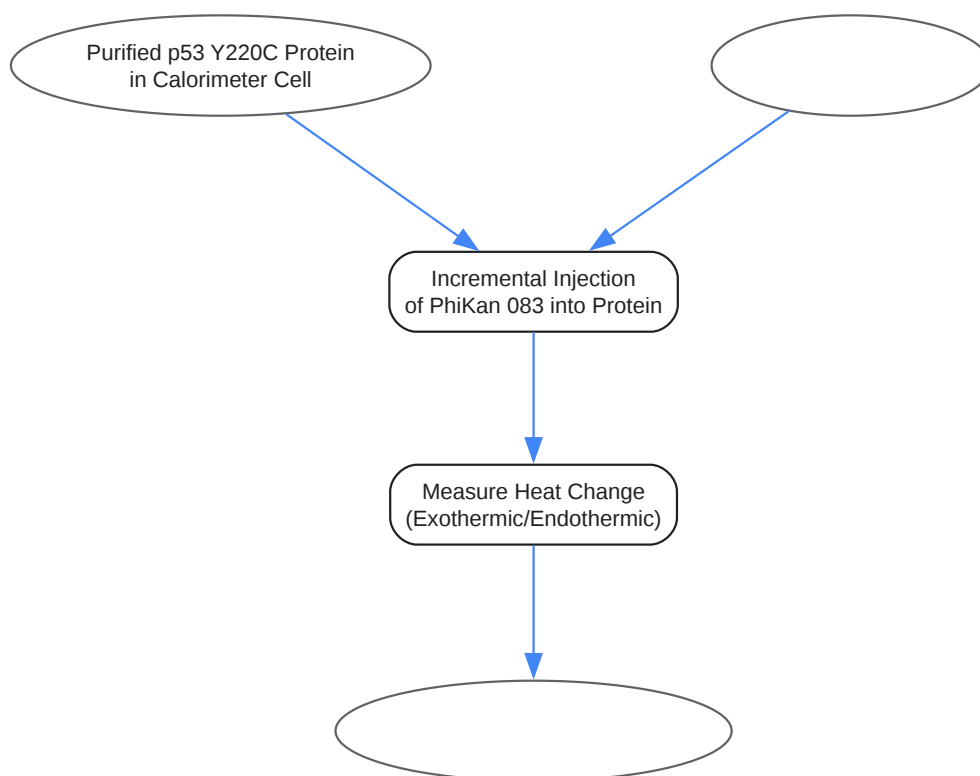 Purified p53 Y220C Protein
in Calorimeter Cell
Incremental Injection
of PhiKan 083 into Protein
Measure Heat Change
(Exothermic/Endothermic)